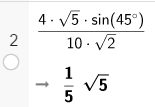 2
4 · √5 · sin(45°)
10 · √2
→ 1/5 √5